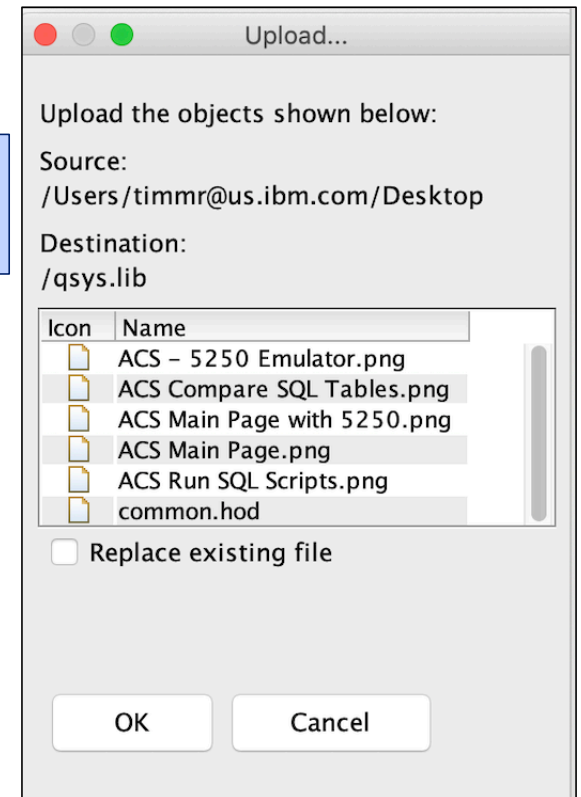 Upload...
Upload the objects shown below:
Source:
/Users/timmr@us.ibm.com/Desktop
Destination:
/qsys.lib
Icon Name
ACS - 5250 Emulator.png
ACS Compare SQL Tables.png
ACS Main Page with 5250.png
ACS Main Page.png
ACS Run SQL Scripts.png
common.hod
Replace existing file
OK Cancel